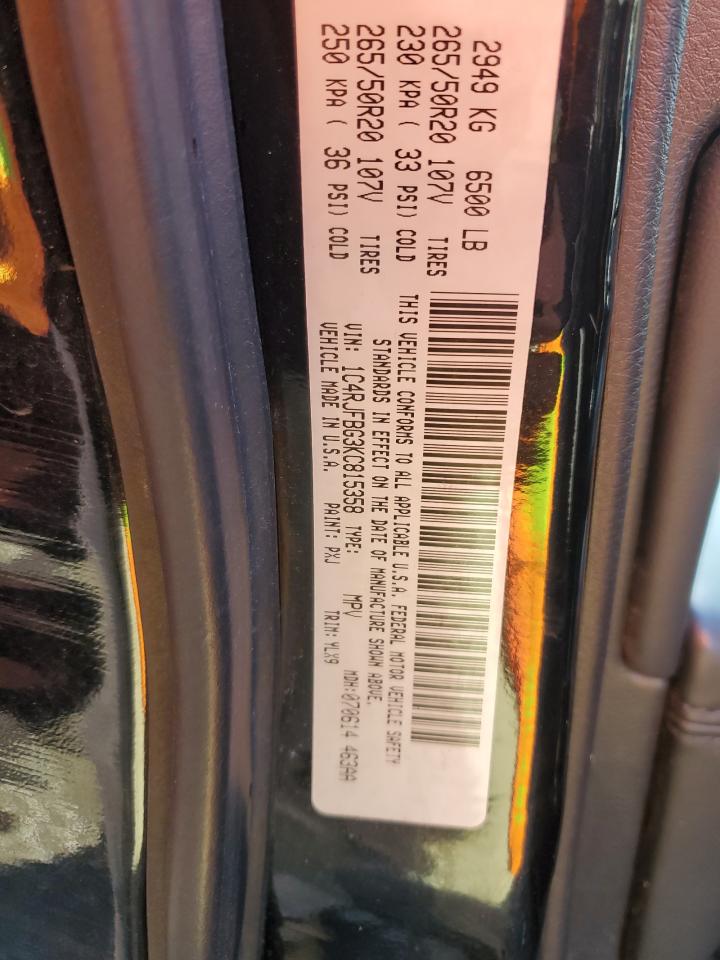 2949 KG 6500 LB
265/50R20 107V TIRES
230 KPA ( 33 PSI) COLD
265/50R20 107V TIRES
250 KPA ( 36 PSI) COLD
THIS VEHICLE CONFORMS TO ALL APPLICABLE U.S.A. FEDERAL MOTOR VEHICLE SAFETY
STANDARDS IN EFFECT ON THE DATE OF MANUFACTURE SHOWN ABOVE.
VIN: 1C4RJFBG3KC815358 TYPE: MPV MDH:070614 463AA
VEHICLE MADE IN U.S.A. PAINT: PXJ TRIM: YLX9